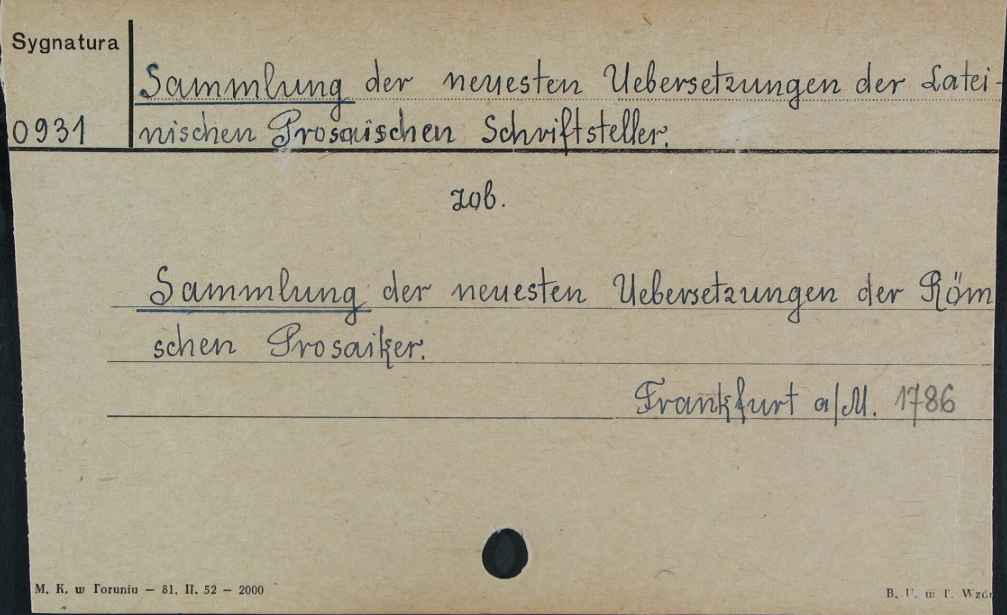 Sygnatura
Sammlung der neuesten Uebersetzungen der Latei-
0931 nischen Prosaischen Schriftsteller.
zob.
Sammlung der neuesten Uebersetzungen der Röm
schen Prosaiker.
Frankfurt a/M. 1786
M. K. w Toruniu — 81. II. 52 — 2000
B. U. w T. Wzór